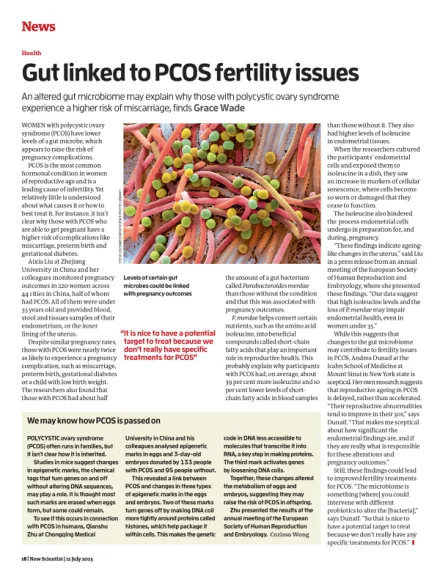 News
Health
Gut linked to PCOS fertility issues
An altered gut microbiome may explain why those with polycystic ovary syndrome
experience a higher risk of miscarriage, finds Grace Wade
WOMEN with polycystic ovary
syndrome (PCOS) have lower
levels of a gut microbe, which
appears to raise the risk of
pregnancy complications.
PCOS is the most common
hormonal condition in women
of reproductive age and is a
leading cause of infertility. Yet
relatively little is understood
about what causes it or how to
best treat it. For instance, it isn't
clear why those with PCOS who
are able to get pregnant have a
higher risk of complications like
miscarriage, preterm birth and
gestational diabetes.
Aixia Liu at Zhejiang
University in China and her
colleagues monitored pregnancy
outcomes in 220 women across
44 cities in China, half of whom
had PCOS. All of them were under
35 years old and provided blood,
stool and tissues samples of their
endometrium, or the inner
lining of the uterus.
Despite similar pregnancy rates,
those with PCOS were nearly twice
as likely to experience a pregnancy
complication, such as miscarriage,
preterm birth, gestational diabetes
or a child with low birth weight.
The researchers also found that
those with PCOS had about half
Levels of certain gut
microbes could be linked
with pregnancy outcomes
"It is nice to have a potential
target to treat because we
don't really have specific
treatments for PCOS"
the amount of a gut bacterium
called Parabacteroides merdae
than those without the condition
and that this was associated with
pregnancy outcomes.
P. merdae helps convert certain
nutrients, such as the amino acid
isoleucine, into beneficial
compounds called short-chain
fatty acids that play an important
role in reproductive health. This
probably explain why participants
with PCOS had, on average, about
39 per cent more isoleucine and 10
per cent lower levels of short-
chain fatty acids in blood samples
than those without it. They also
had higher levels of isoleucine
in endometrial tissues.
When the researchers cultured
the participants' endometrial
cells and exposed them to
isoleucine in a dish, they saw
an increase in markers of cellular
senescence, where cells become
so worn or damaged that they
cease to function.
The isoleucine also hindered
the process endometrial cells
undergo in preparation for, and
during, pregnancy.
"These findings indicate ageing-
like changes in the uterus," said Liu
in a press release from an annual
meeting of the European Society
of Human Reproduction and
Embryology, where she presented
these findings. "Our data suggest
that high isoleucine levels and the
loss of P. merdae may impair
endometrial health, even in
women under 35."
While this suggests that
changes to the gut microbiome
may contribute to fertility issues
in PCOS, Andrea Dunaif at the
Icahn School of Medicine at
Mount Sinai in New York state is
sceptical. Her own research suggests
that reproductive ageing in PCOS
is delayed, rather than accelerated.
"Their reproductive abnormalities
tend to improve in their 30s," says
Dunaif. "That makes me sceptical
about how significant the
endometrial findings are, and if
they are really what is responsible
for these alterations and
pregnancy outcomes."
Still, these findings could lead
to improved fertility treatments
for PCOS. "The microbiome is
something [where] you could
intervene with different
probiotics to alter the [bacteria],"
says Dunaif. "So that is nice to
have a potential target to treat
because we don't really have any
specific treatments for PCOS."
We may know how PCOS is passed on
POLYCYSTIC ovary syndrome
(PCOS) often runs in families, but
it isn't clear how it is inherited.
Studies in mice suggest changes
in epigenetic marks, the chemical
tags that turn genes on and off
without altering DNA sequences,
may play a role. It is thought most
such marks are erased when eggs
form, but some could remain.
To see if this occurs in connection
with PCOS in humans, Qianshu
Zhu at Chongqing Medical
University in China and his
colleagues analysed epigenetic
marks in eggs and 3-day-old
embryos donated by 133 people
with PCOS and 95 people without.
This revealed a link between
PCOS and changes in three types
of epigenetic marks in the eggs
and embryos. Two of these marks
turn genes off by making DNA coil
more tightly around proteins called
histones, which help package it
within cells. This makes the genetic
code in DNA less accessible to
molecules that transcribe it into
RNA, a key step in making proteins.
The third mark activates genes
by loosening DNA coils.
Together, these changes altered
the metabolism of eggs and
embryos, suggesting they may
raise the risk of PCOS in offspring.
Zhu presented the results at the
annual meeting of the European
Society of Human Reproduction
and Embryology. Carissa Wong
18 | New Scientist | 12 July 2025